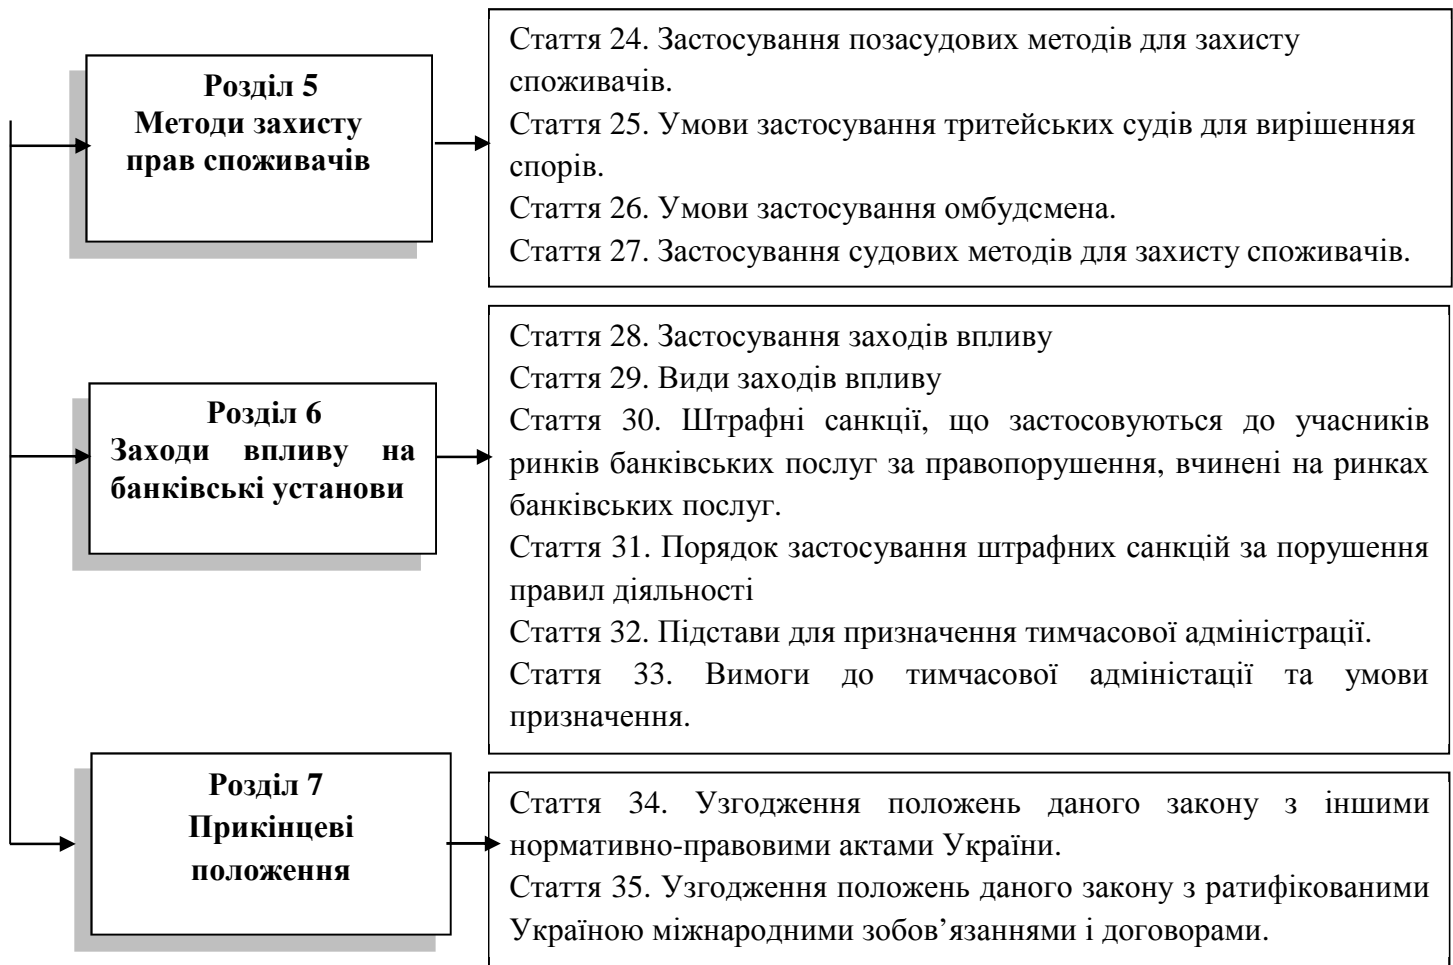 Розділ 5
Методи захисту
прав споживачів
Стаття 24. Застосування позасудових методів для захисту
споживачів.
Стаття 25. Умови застосування тритейських судів для вирішенняя
спорів.
Стаття 26. Умови застосування омбудсмена.
Стаття 27. Застосування судових методів для захисту споживачів.
Розділ 6
Заходи впливу на
банківські установи
Стаття 28. Застосування заходів впливу
Стаття 29. Види заходів впливу
Стаття 30. Штрафні санкції, що застосовуються до учасників
ринків банківських послуг за правопорушення, вчинені на ринках
банківських послуг.
Стаття 31. Порядок застосування штрафних санкцій за порушення
правил діяльності
Стаття 32. Підстави для призначення тимчасової адміністрації.
Стаття 33. Вимоги до тимчасової адміністації та умови
призначення.
Розділ 7
Прикінцеві
положення
Стаття 34. Узгодження положень даного закону з іншими
нормативно-правовими актами України.
Стаття 35. Узгодження положень даного закону з ратифікованими
Україною міжнародними зобов’язаннями і договорами.